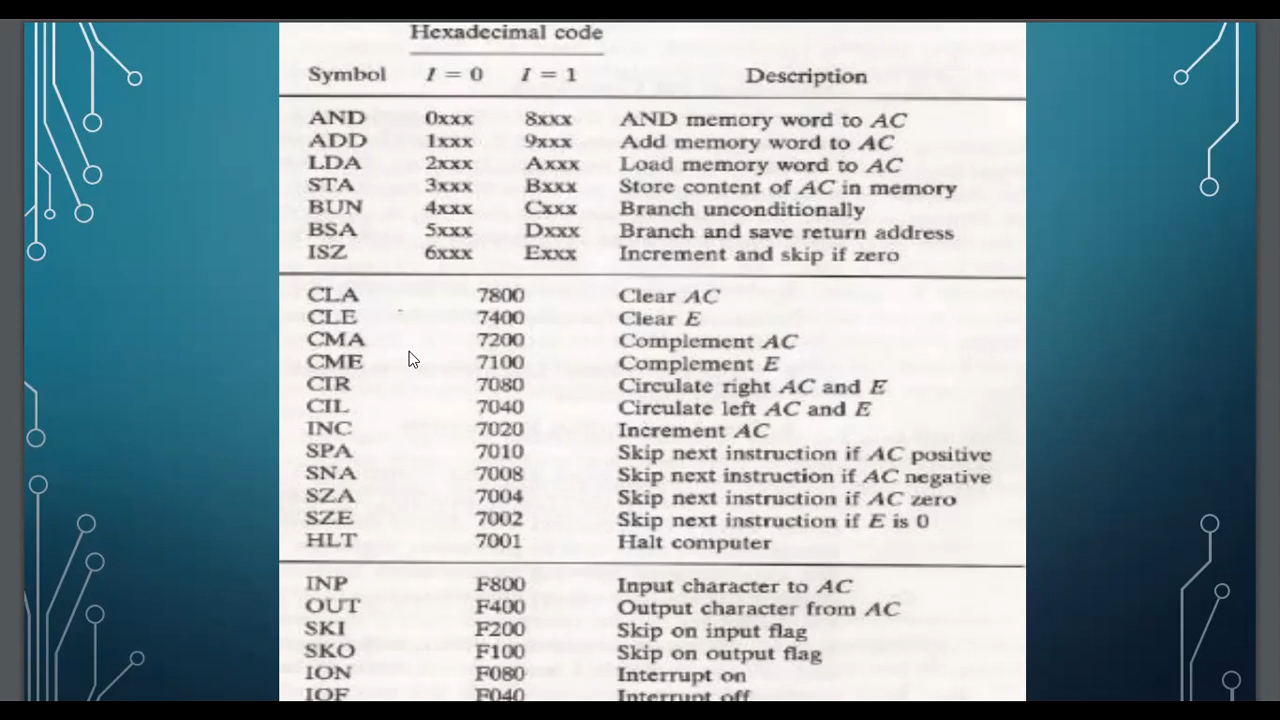 Hexadecimal code
Symbol I = 0 I = 1 Description
AND 0xxx 8xxx AND memory word to AC
ADD 1xxx 9xxx Add memory word to AC
LDA 2xxx Axxx Load memory word to AC
STA 3xxx Bxxx Store content of AC in memory
BUN 4xxx Cxxx Branch unconditionally
BSA 5xxx Dxxx Branch and save return address
ISZ 6xxx Exxx Increment and skip if zero
CLA 7800 Clear AC
CLE 7400 Clear E
CMA 7200 Complement AC
CME 7100 Complement E
CIR 7080 Circulate right AC and E
CIL 7040 Circulate left AC and E
INC 7020 Increment AC
SPA 7010 Skip next instruction if AC positive
SNA 7008 Skip next instruction if AC negative
SZA 7004 Skip next instruction if AC zero
SZE 7002 Skip next instruction if E is 0
HLT 7001 Halt computer
INP F800 Input character to AC
OUT F400 Output character from AC
SKI F200 Skip on input flag
SKO F100 Skip on output flag
ION F080 Interrupt on
IOF F040 Interrupt off